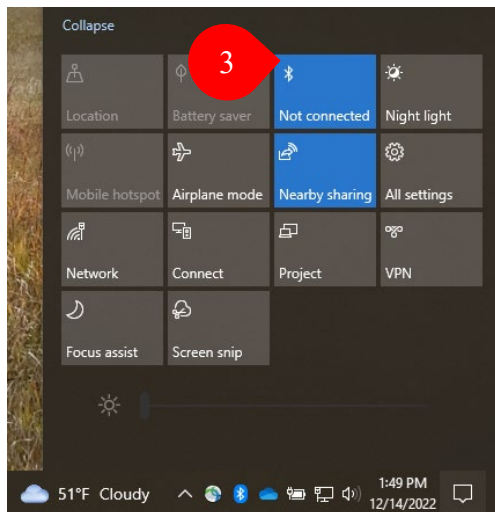 Collapse
3
Location
Battery saver
Not connected
Night light
Mobile hotspot
Airplane mode
Nearby sharing
All settings
Network
Connect
Project
VPN
Focus assist
Screen snip
51°F Cloudy
1:49 PM
12/14/2022